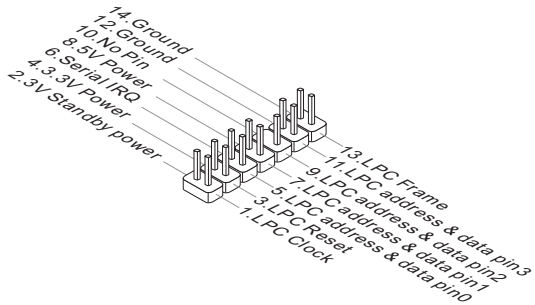 14.Ground
12.Ground
10.No Pin
8.5V Power
6.Serial IRQ
4.3.3V Power
2.3V Standby power
13.LPC Frame
11.LPC address & data pin3
9.LPC address & data pin2
7.LPC address & data pin1
5.LPC address & data pin0
3.LPC Reset
1.LPC Clock